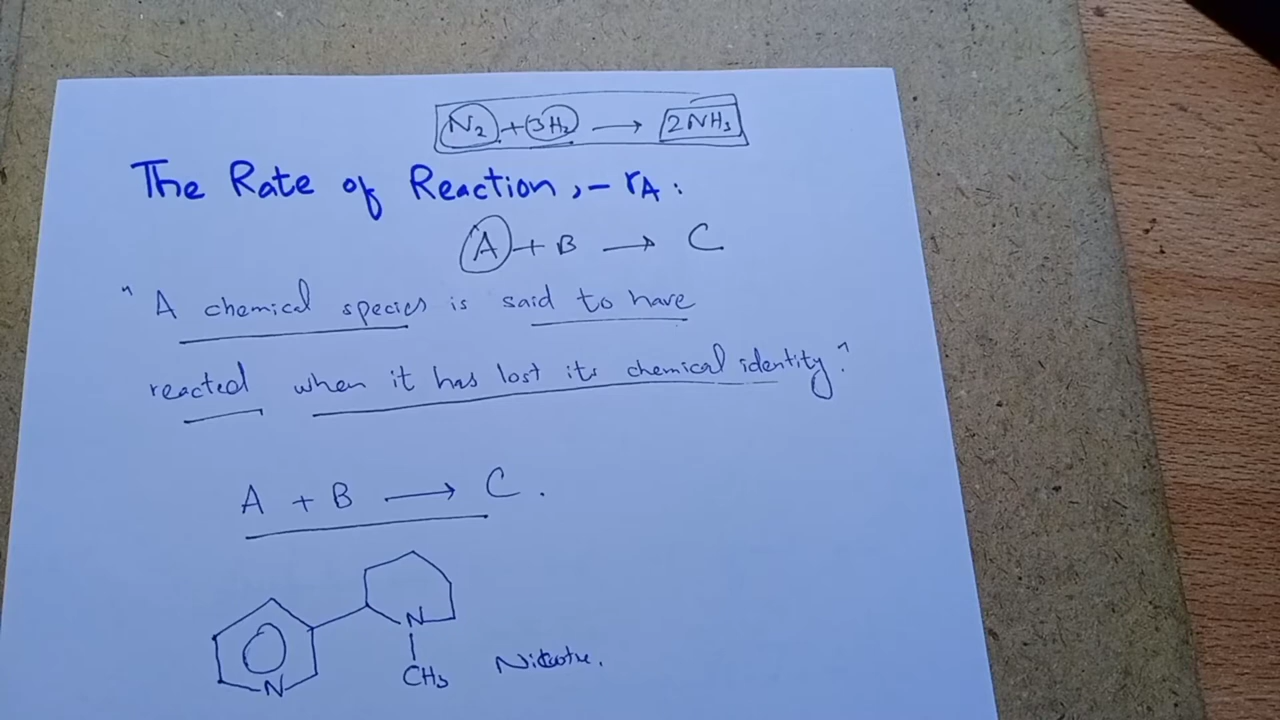 N₂ + 3H₂ → 2NH₃
The Rate of Reaction, -rA :
A + B → C
" A chemical species is said to have
reacted when it has lost its chemical identity."
A + B → C .
N
CH₃
N